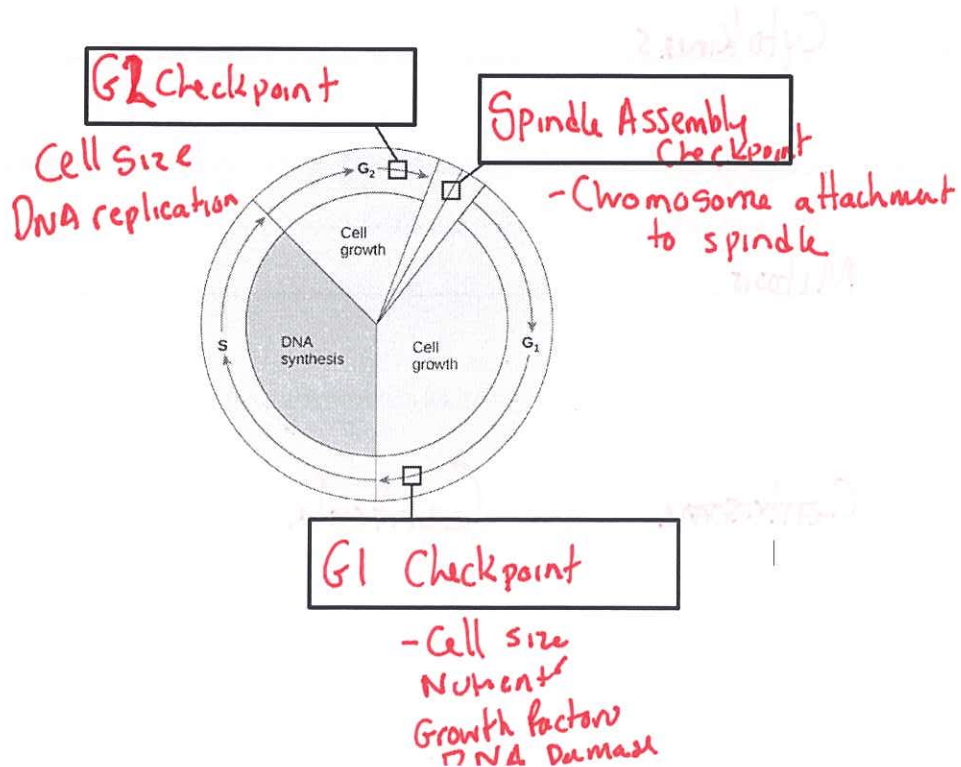 G2 Checkpoint
Cell size
DNA replication
Spindle Assembly
Checkpoint
- Chromosome attachment
to spindle
G₂
Cell
growth
S
DNA
synthesis
Cell
growth
G₁
G1 Checkpoint
- Cell size
Nutrients
Growth factors
DNA Damage